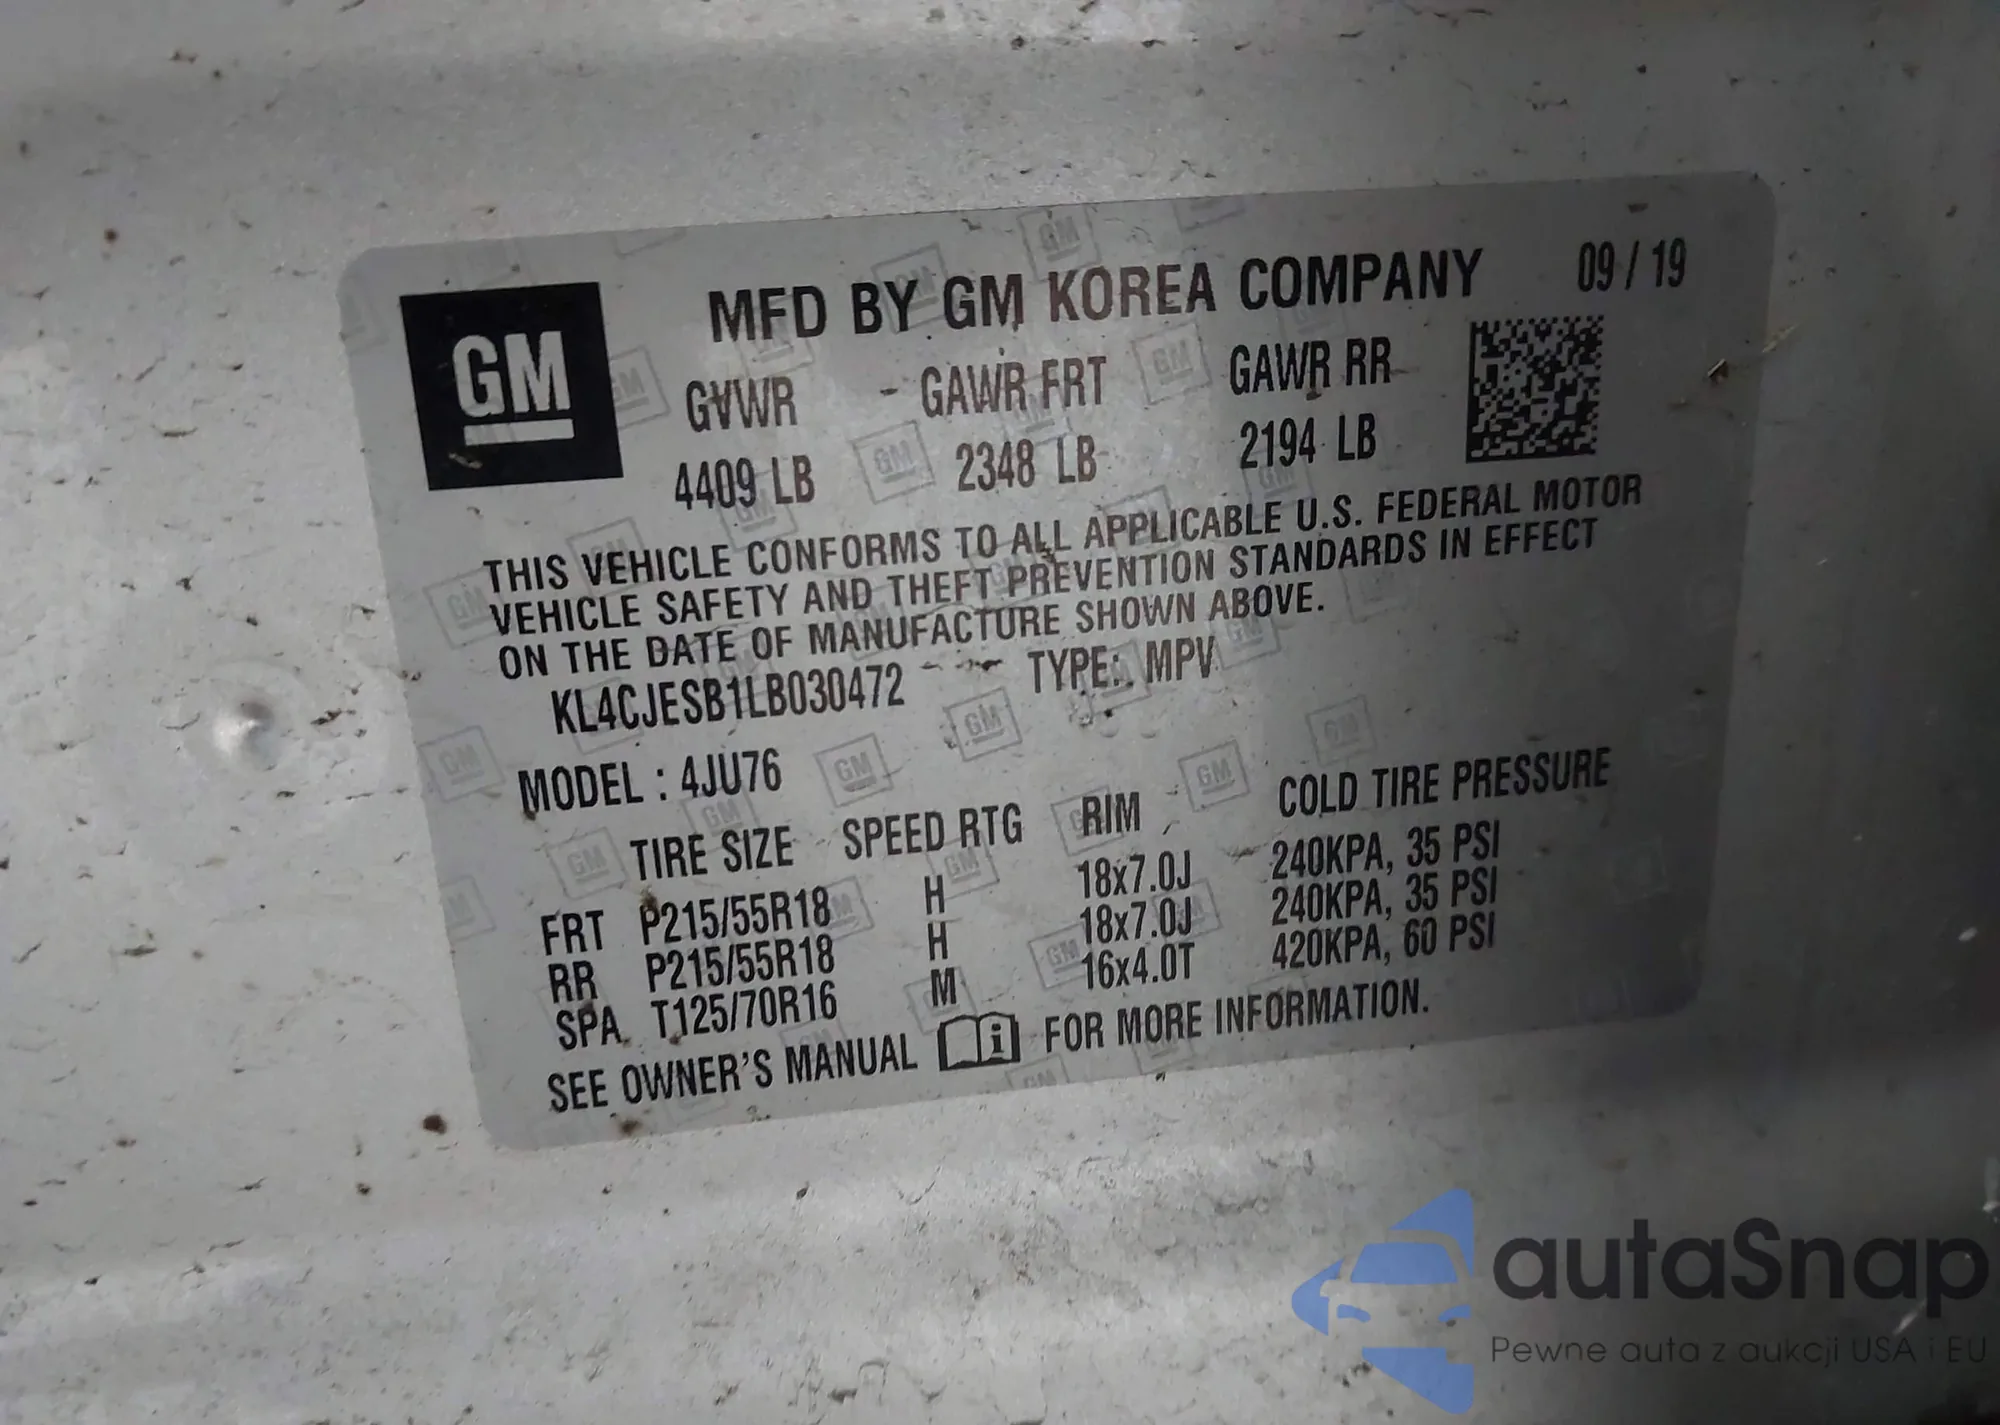 GM
MFD BY GM KOREA COMPANY 09 / 19
GVWR GAWR FRT GAWR RR
4409 LB 2348 LB 2194 LB
THIS VEHICLE CONFORMS TO ALL APPLICABLE U.S. FEDERAL MOTOR
VEHICLE SAFETY AND THEFT PREVENTION STANDARDS IN EFFECT
ON THE DATE OF MANUFACTURE SHOWN ABOVE.
KL4CJESB1LB030472 TYPE: MPV
MODEL : 4JU76
TIRE SIZE SPEED RTG RIM COLD TIRE PRESSURE
FRT P215/55R18 H 18x7.0J 240KPA, 35 PSI
RR P215/55R18 H 18x7.0J 240KPA, 35 PSI
SPA T125/70R16 M 16x4.0T 420KPA, 60 PSI
SEE OWNER'S MANUAL i FOR MORE INFORMATION.
autaSnap
Pewne auta z aukcji USA i EU